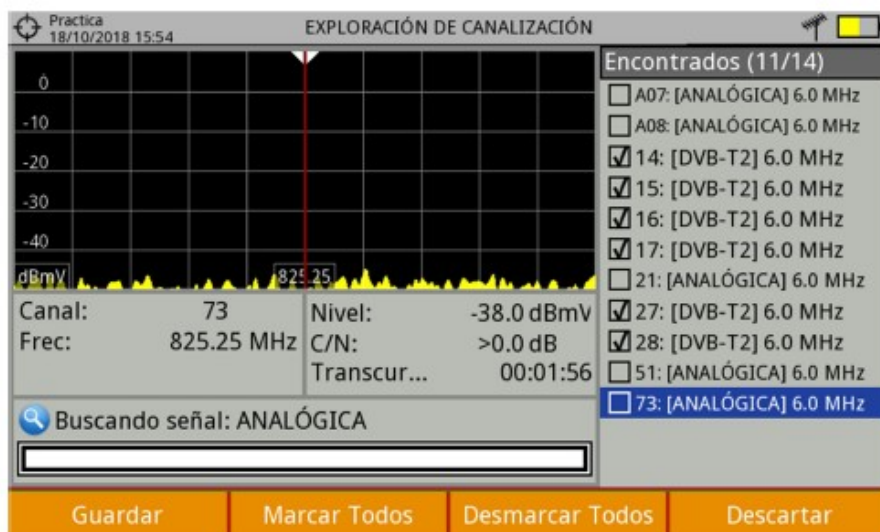 Practica
18/10/2018 15:54
EXPLORACIÓN DE CANALIZACIÓN
0
-10
-20
-30
-40
dBmV
825.25
Canal: 73
Frec: 825.25 MHz
Nivel: -38.0 dBmV
C/N: >0.0 dB
Transcur... 00:01:56
Buscando señal: ANALÓGICA
Encontrados (11/14)
A07: [ANALÓGICA] 6.0 MHz
A08: [ANALÓGICA] 6.0 MHz
14: [DVB-T2] 6.0 MHz
15: [DVB-T2] 6.0 MHz
16: [DVB-T2] 6.0 MHz
17: [DVB-T2] 6.0 MHz
21: [ANALÓGICA] 6.0 MHz
27: [DVB-T2] 6.0 MHz
28: [DVB-T2] 6.0 MHz
51: [ANALÓGICA] 6.0 MHz
73: [ANALÓGICA] 6.0 MHz
Guardar
Marcar Todos
Desmarcar Todos
Descartar